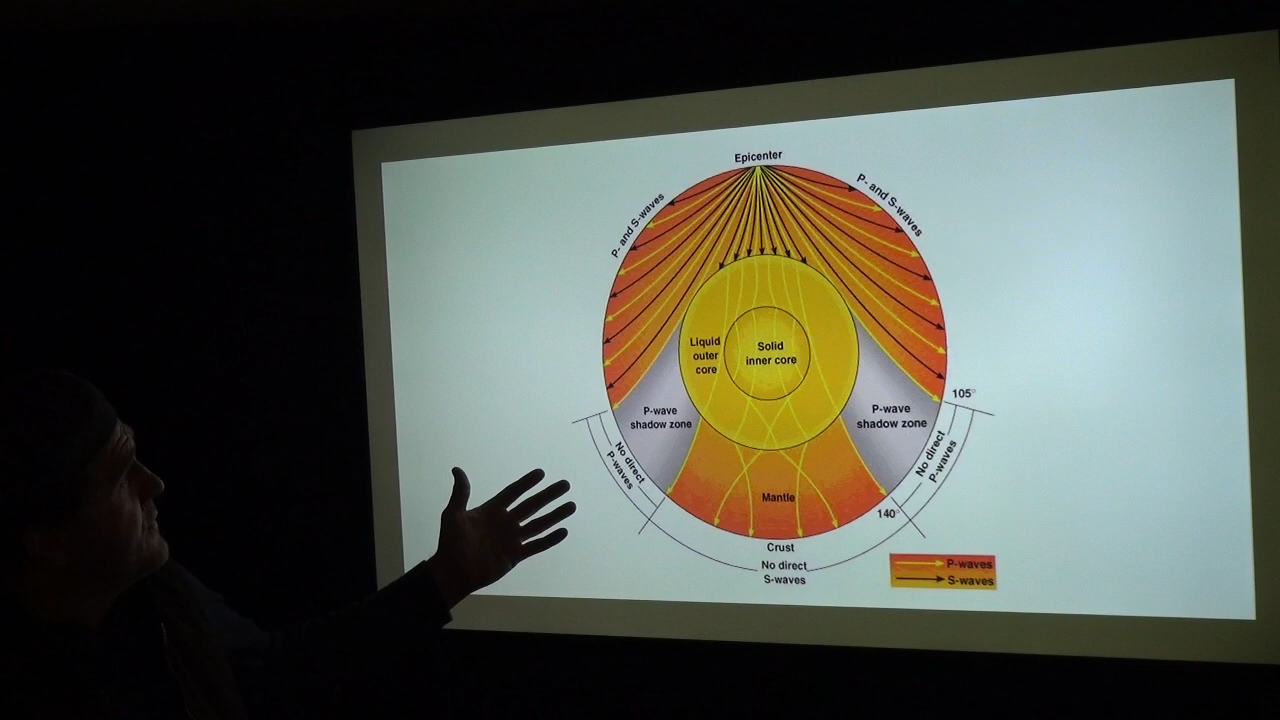 Epicenter
P- and S-waves
P- and S-waves
Liquid
outer
core
Solid
inner core
P-wave
shadow zone
P-wave
shadow zone
105°
No direct
P-waves
No direct
P-waves
Mantle
140°
Crust
No direct
S-waves
P-waves
S-waves